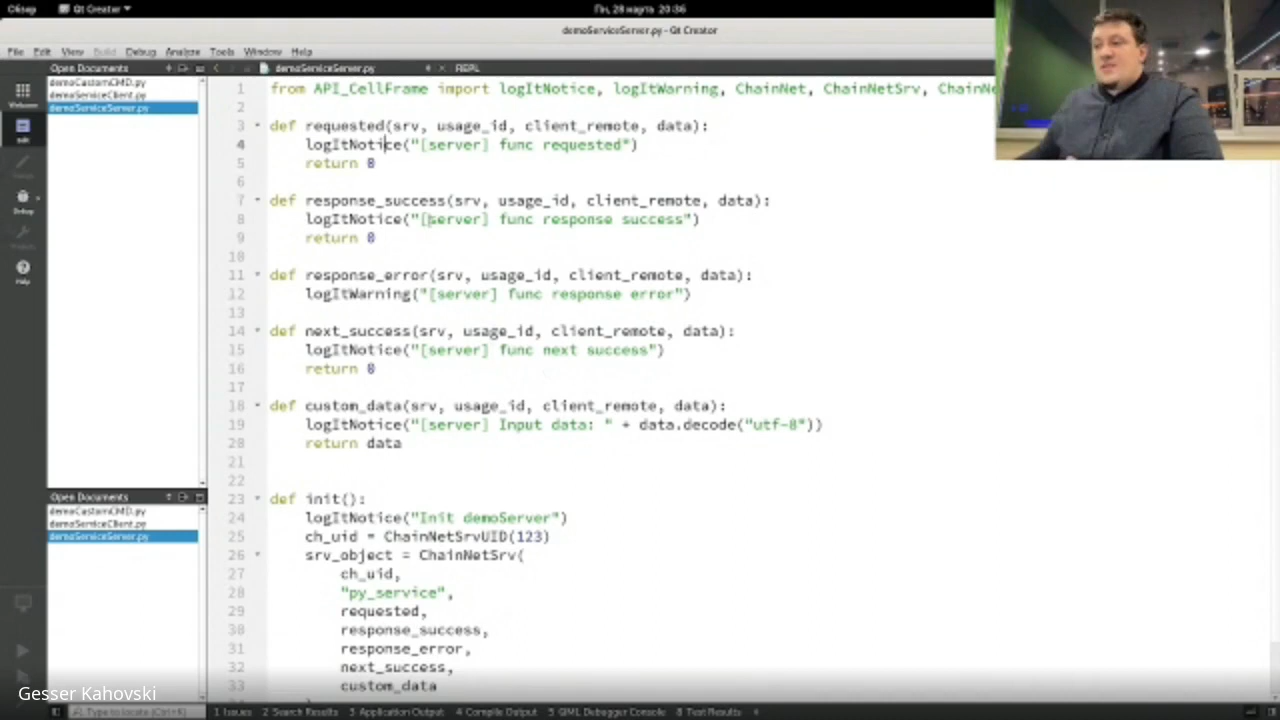 Обзор Qt Creator Пн, 28 марта 20:36
demoServiceServer.py - Qt Creator
File Edit View Build Debug Analyze Tools Window Help
Open Documents demoServiceServer.py REPL
demoCustomCMD.py
demoServiceClient.py
demoServiceServer.py
Welcome
Edit
Debug
Help
1 from API_CellFrame import logItNotice, logItWarning, ChainNet, ChainNetSrv, ChainNe
2
3 def requested(srv, usage_id, client_remote, data):
4 logItNotice("[server] func requested")
5 return 0
6
7 def response_success(srv, usage_id, client_remote, data):
8 logItNotice("[server] func response success")
9 return 0
10
11 def response_error(srv, usage_id, client_remote, data):
12 logItWarning("[server] func response error")
13
14 def next_success(srv, usage_id, client_remote, data):
15 logItNotice("[server] func next success")
16 return 0
17
18 def custom_data(srv, usage_id, client_remote, data):
19 logItNotice("[server] Input data: " + data.decode("utf-8"))
20 return data
21
22
23 def init():
24 logItNotice("Init demoServer")
25 ch_uid = ChainNetSrvUID(123)
26 srv_object = ChainNetSrv(
27 ch_uid,
28 "py_service",
29 requested,
30 response_success,
31 response_error,
32 next_success,
33 custom_data
Open Documents
demoCustomCMD.py
demoServiceClient.py
demoServiceServer.py
Gesser Kahovski
Type to locate (Ctrl+K) 1 Issues 2 Search Results 3 Application Output 4 Compile Output 5 QML Debugger Console 8 Test Results